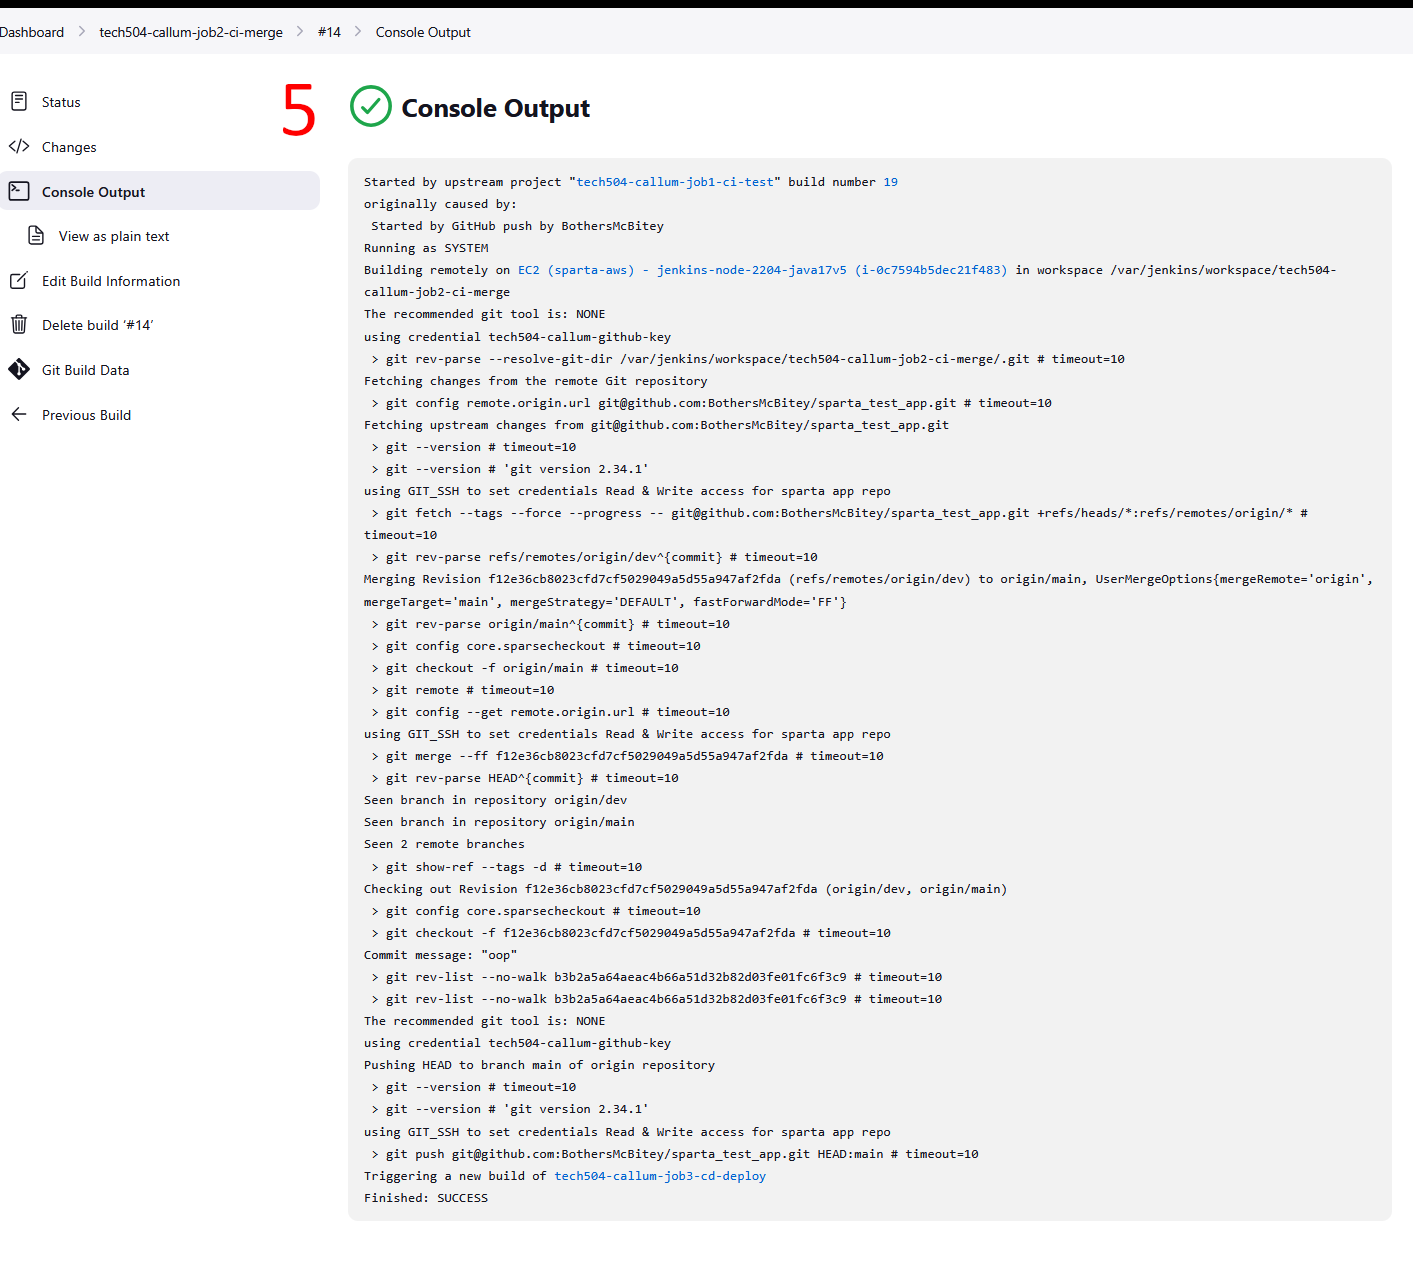 Dashboard > tech504-callum-job2-ci-merge > #14 > Console Output
Status
Changes
Console Output
View as plain text
Edit Build Information
Delete build ‘#14’
Git Build Data
Previous Build
5
Console Output
Started by upstream project "tech504-callum-job1-ci-test" build number 19
originally caused by:
Started by GitHub push by BothersMcBitey
Running as SYSTEM
Building remotely on EC2 (sparta-aws) - jenkins-node-2204-java17v5 (i-0c7594b5dec21f483) in workspace /var/jenkins/workspace/tech504-
callum-job2-ci-merge
The recommended git tool is: NONE
using credential tech504-callum-github-key
> git rev-parse --resolve-git-dir /var/jenkins/workspace/tech504-callum-job2-ci-merge/.git # timeout=10
Fetching changes from the remote Git repository
> git config remote.origin.url git@github.com:BothersMcBitey/sparta_test_app.git # timeout=10
Fetching upstream changes from git@github.com:BothersMcBitey/sparta_test_app.git
> git --version # timeout=10
> git --version # 'git version 2.34.1'
using GIT_SSH to set credentials Read & Write access for sparta app repo
> git fetch --tags --force --progress -- git@github.com:BothersMcBitey/sparta_test_app.git +refs/heads/*:refs/remotes/origin/* #
timeout=10
> git rev-parse refs/remotes/origin/dev^{commit} # timeout=10
Merging Revision f12e36cb8023cfd7cf5029049a5d55a947af2fda (refs/remotes/origin/dev) to origin/main, UserMergeOptions{mergeRemote='origin',
mergeTarget='main', mergeStrategy='DEFAULT', fastForwardMode='FF'}
> git rev-parse origin/main^{commit} # timeout=10
> git config core.sparsecheckout # timeout=10
> git checkout -f origin/main # timeout=10
> git remote # timeout=10
> git config --get remote.origin.url # timeout=10
using GIT_SSH to set credentials Read & Write access for sparta app repo
> git merge --ff f12e36cb8023cfd7cf5029049a5d55a947af2fda # timeout=10
> git rev-parse HEAD^{commit} # timeout=10
Seen branch in repository origin/dev
Seen branch in repository origin/main
Seen 2 remote branches
> git show-ref --tags -d # timeout=10
Checking out Revision f12e36cb8023cfd7cf5029049a5d55a947af2fda (origin/dev, origin/main)
> git config core.sparsecheckout # timeout=10
> git checkout -f f12e36cb8023cfd7cf5029049a5d55a947af2fda # timeout=10
Commit message: "oop"
> git rev-list --no-walk b3b2a5a64aeac4b66a51d32b82d03fe01fc6f3c9 # timeout=10
> git rev-list --no-walk b3b2a5a64aeac4b66a51d32b82d03fe01fc6f3c9 # timeout=10
The recommended git tool is: NONE
using credential tech504-callum-github-key
Pushing HEAD to branch main of origin repository
> git --version # timeout=10
> git --version # 'git version 2.34.1'
using GIT_SSH to set credentials Read & Write access for sparta app repo
> git push git@github.com:BothersMcBitey/sparta_test_app.git HEAD:main # timeout=10
Triggering a new build of tech504-callum-job3-cd-deploy
Finished: SUCCESS